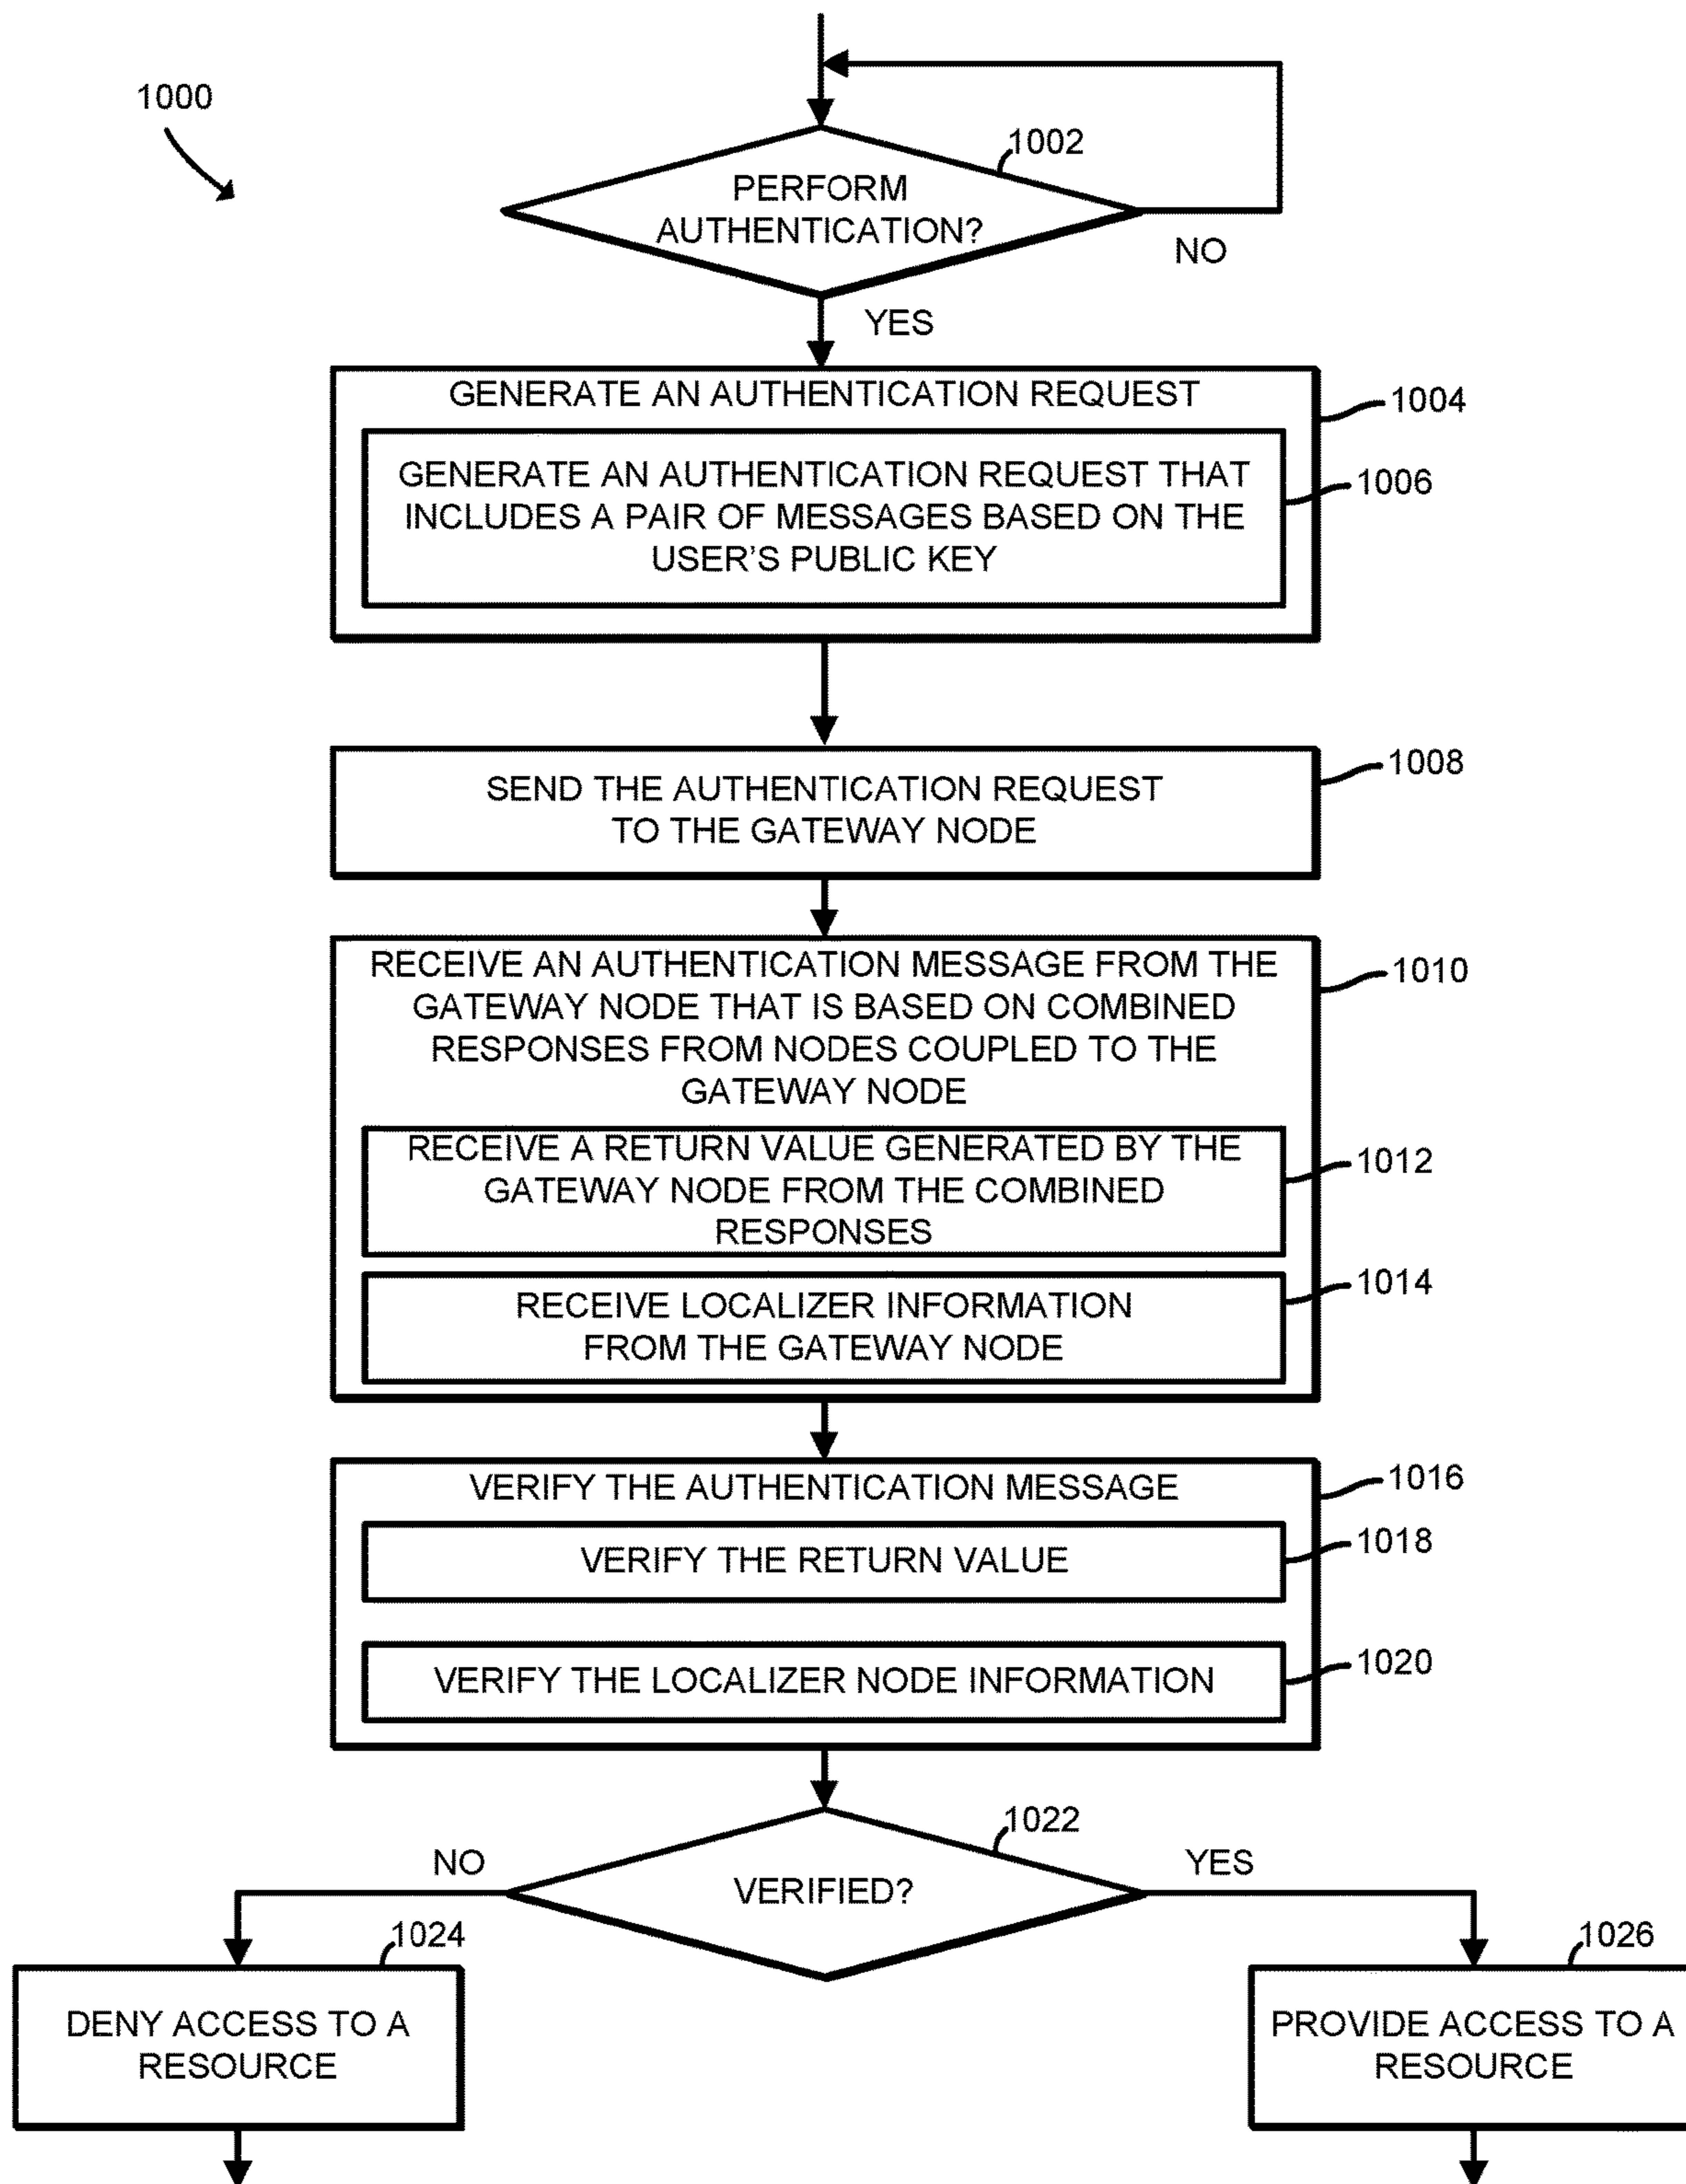 1000
1002
PERFORM
AUTHENTICATION?
NO
YES
GENERATE AN AUTHENTICATION REQUEST
1004
GENERATE AN AUTHENTICATION REQUEST THAT
INCLUDES A PAIR OF MESSAGES BASED ON THE
USER'S PUBLIC KEY
1006
SEND THE AUTHENTICATION REQUEST
TO THE GATEWAY NODE
1008
RECEIVE AN AUTHENTICATION MESSAGE FROM THE
GATEWAY NODE THAT IS BASED ON COMBINED
RESPONSES FROM NODES COUPLED TO THE
GATEWAY NODE
1010
RECEIVE A RETURN VALUE GENERATED BY THE
GATEWAY NODE FROM THE COMBINED
RESPONSES
1012
RECEIVE LOCALIZER INFORMATION
FROM THE GATEWAY NODE
1014
VERIFY THE AUTHENTICATION MESSAGE
1016
VERIFY THE RETURN VALUE
1018
VERIFY THE LOCALIZER NODE INFORMATION
1020
1022
VERIFIED?
NO
YES
1024
DENY ACCESS TO A
RESOURCE
1026
PROVIDE ACCESS TO A
RESOURCE